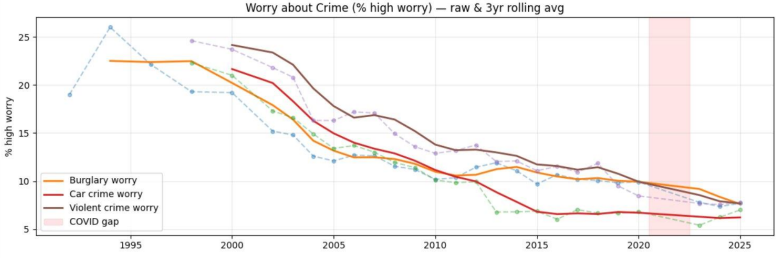 Worry about Crime (% high worry) — raw & 3yr rolling avg
25
20
15
10
5
% high worry
Burglary worry
Car crime worry
Violent crime worry
COVID gap
1995
2000
2005
2010
2015
2020
2025